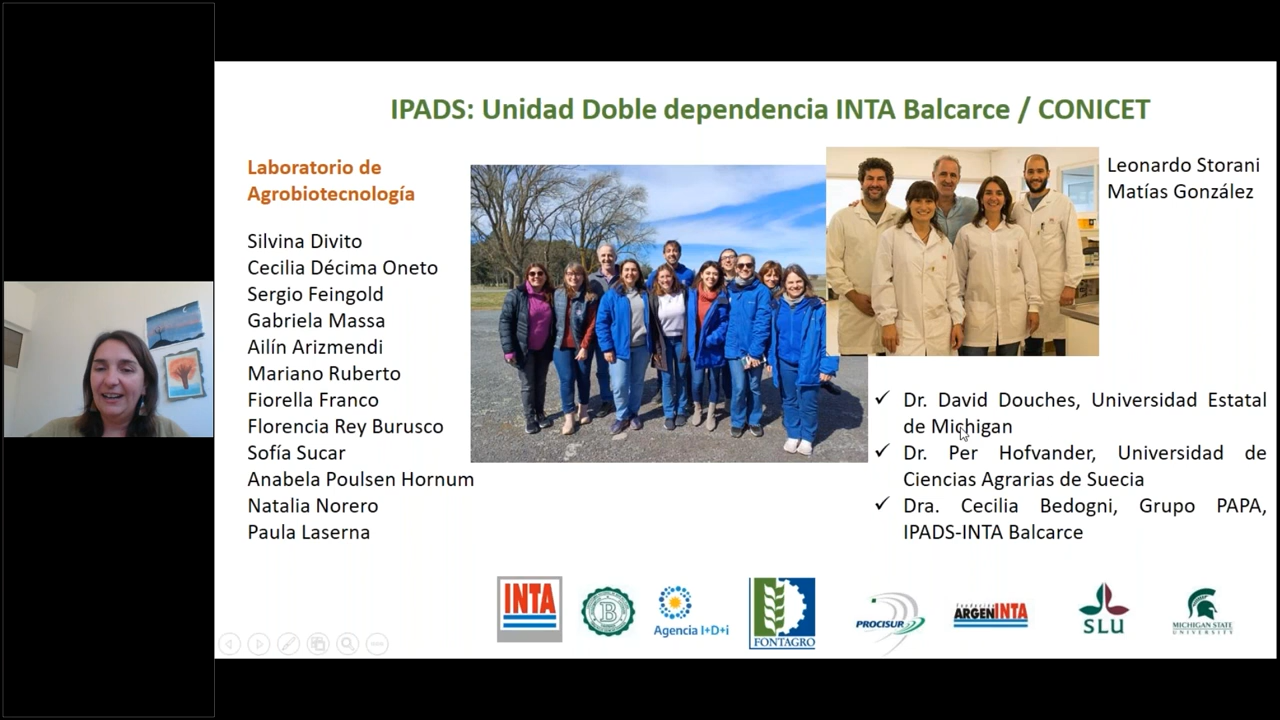 IPADS: Unidad Doble dependencia INTA Balcarce / CONICET
Laboratorio de
Agrobiotecnología
Silvina Divito
Cecilia Décima Oneto
Sergio Feingold
Gabriela Massa
Ailín Arizmendi
Mariano Ruberto
Fiorella Franco
Florencia Rey Burusco
Sofía Sucar
Anabela Poulsen Hornum
Natalia Norero
Paula Laserna
Leonardo Storani
Matías González
✓ Dr. David Douches, Universidad Estatal
de Michigan
✓ Dr. Per Hofvander, Universidad de
Ciencias Agrarias de Suecia
✓ Dra. Cecilia Bedogni, Grupo PAPA,
IPADS-INTA Balcarce
INTA
B
Agencia I+D+i
FONTAGRO
PROCISUR
Fundación
ARGENINTA
SLU
MICHIGAN STATE
UNIVERSITY